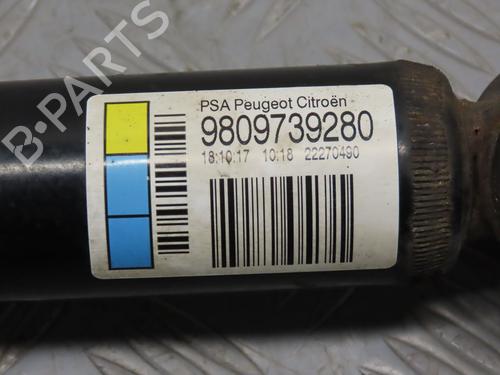 PSA Peugeot Citroën
9809739280
18.10.17 10:18 22270490
B-PARTS